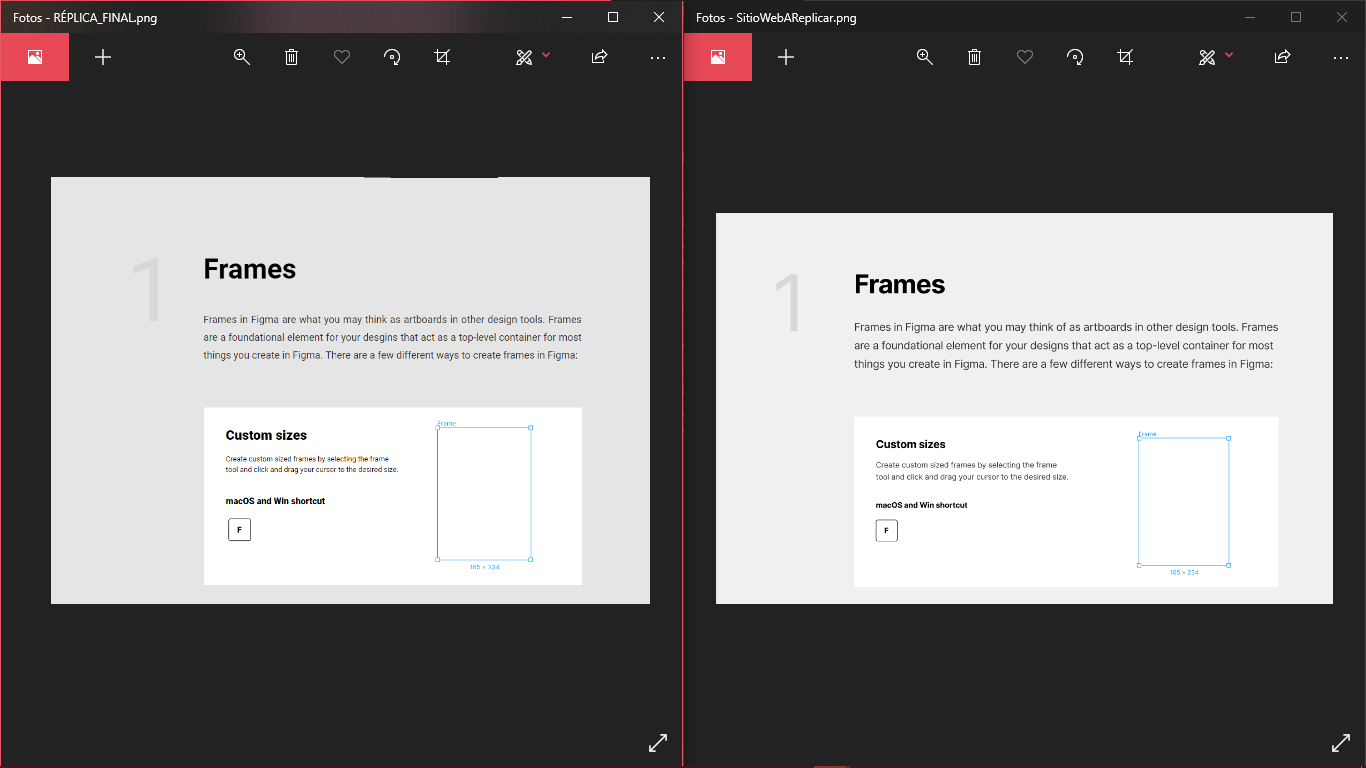 Fotos - RÉPLICA_FINAL.png
1
Frames
Frames in Figma are what you may think as artboards in other design tools. Frames
are a foundational element for your desgins that act as a top-level container for most
things you create in Figma. There are a few different ways to create frames in Figma:
Custom sizes
Create custom sized frames by selecting the frame
tool and click and drag your cursor to the desired size.
macOS and Win shortcut
F
Frame
165 × 234
Fotos - SitioWebAReplicar.png
1
Frames
Frames in Figma are what you may think of as artboards in other design tools. Frames
are a foundational element for your designs that act as a top-level container for most
things you create in Figma. There are a few different ways to create frames in Figma:
Custom sizes
Create custom sized frames by selecting the frame
tool and click and drag your cursor to the desired size.
macOS and Win shortcut
F
Frame
165 × 234